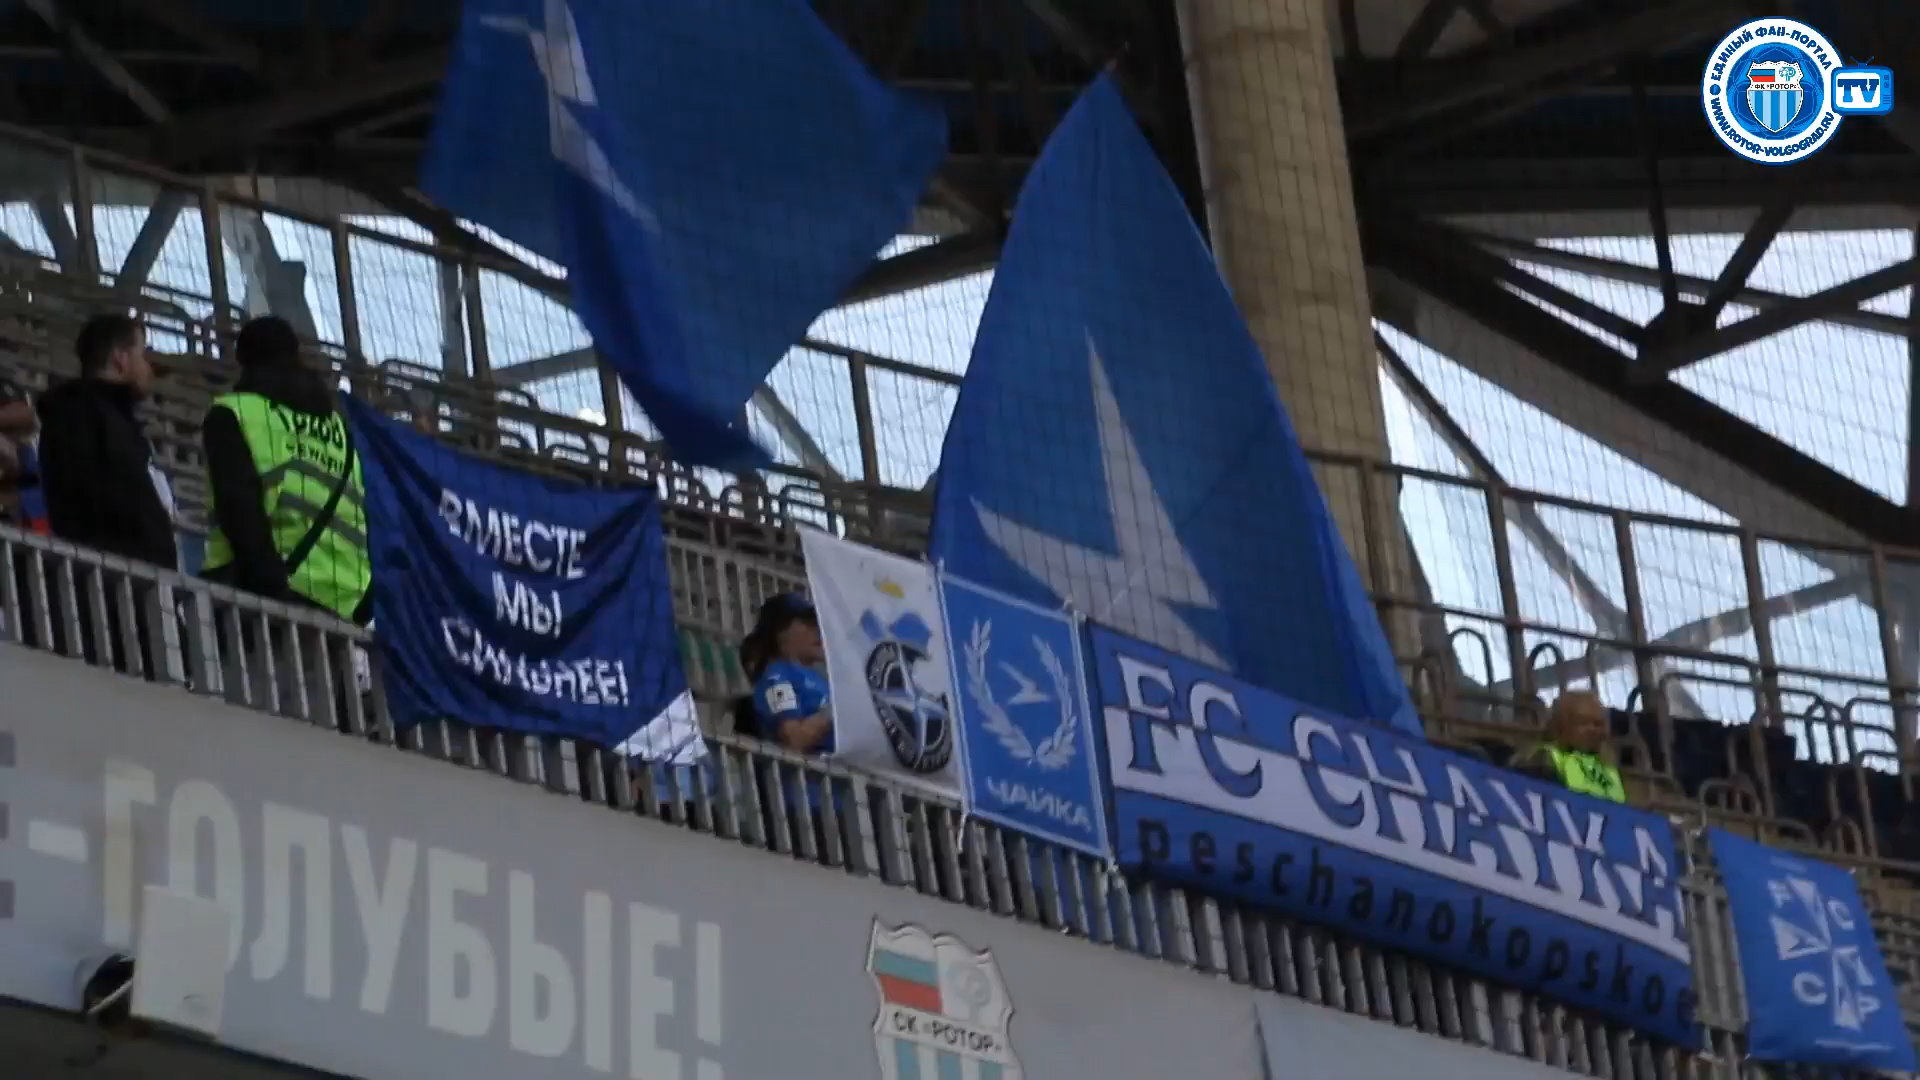 ЕДИНЫЙ ФАН-ПОРТАЛ
WWW.ROTOR-VOLGOGRAD.RU
ФК «РОТОР»
TV
ВМЕСТЕ
МЫ
СИЛЬНЕЕ!
ЧАЙКА
FC CHAYKA
peschanokopskoe
F C
C P
Е-ГОЛУБЫЕ!
СК «РОТОР»